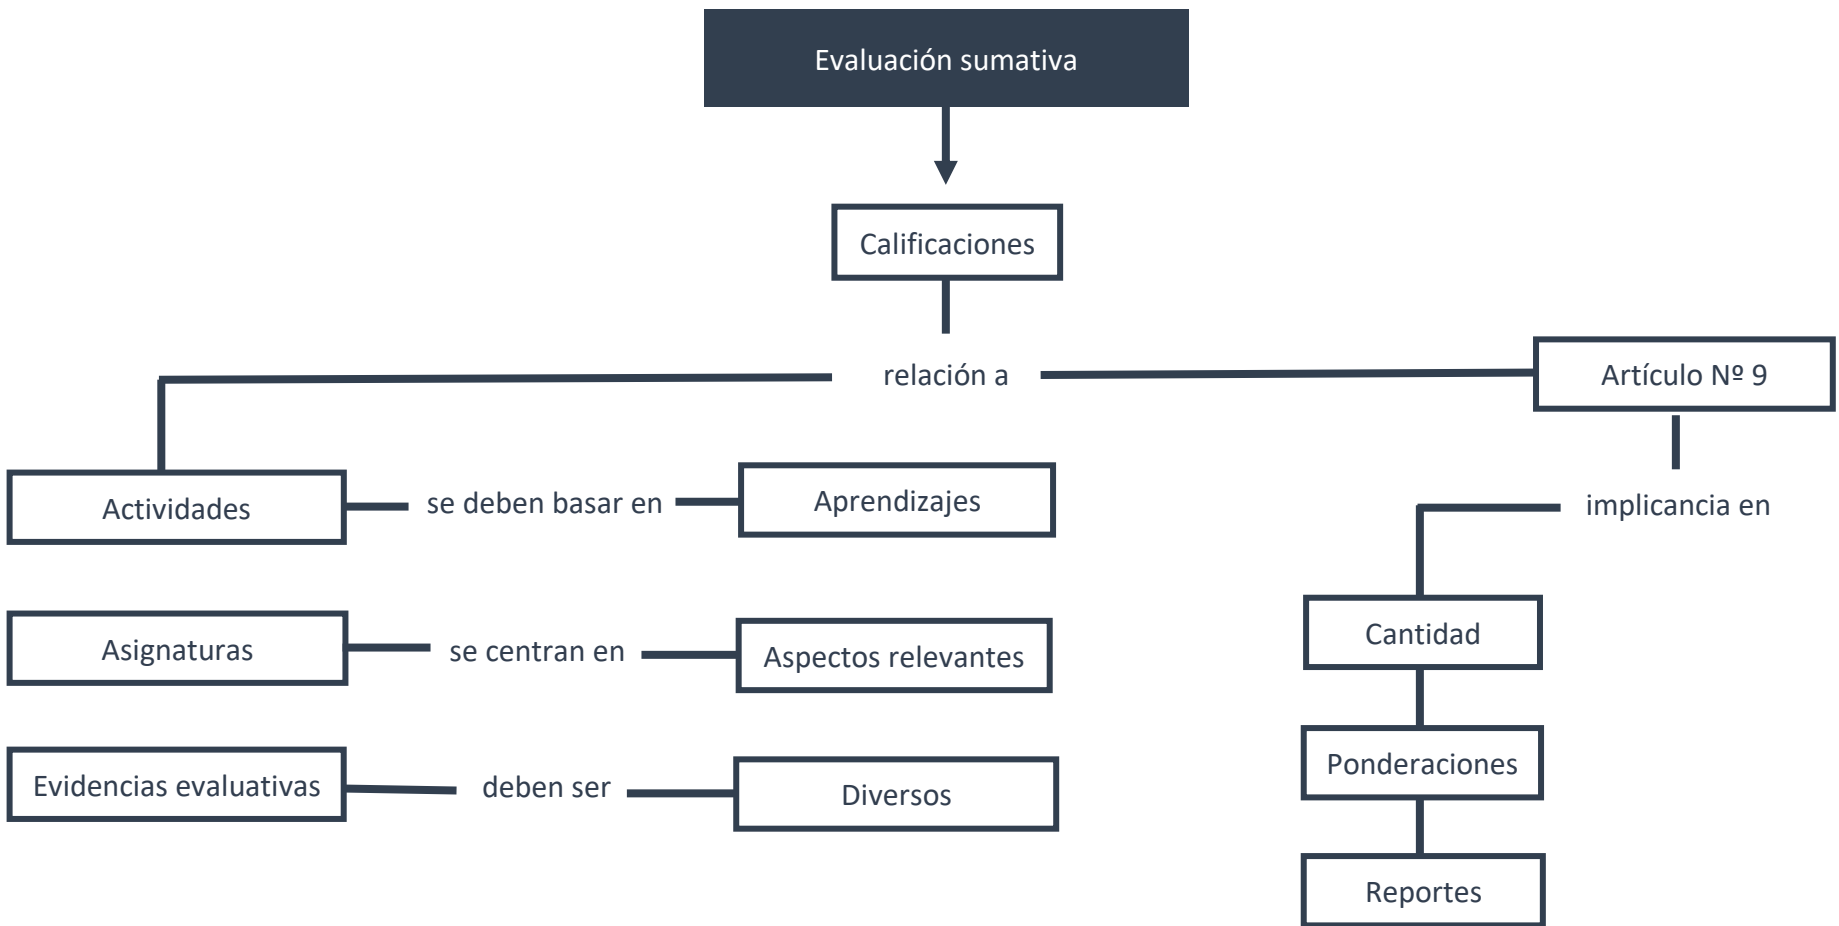 Evaluación sumativa
Calificaciones
relación a
Artículo Nº 9
Actividades
se deben basar en
Aprendizajes
implicancia en
Asignaturas
se centran en
Aspectos relevantes
Cantidad
Evidencias evaluativas
deben ser
Diversos
Ponderaciones
Reportes